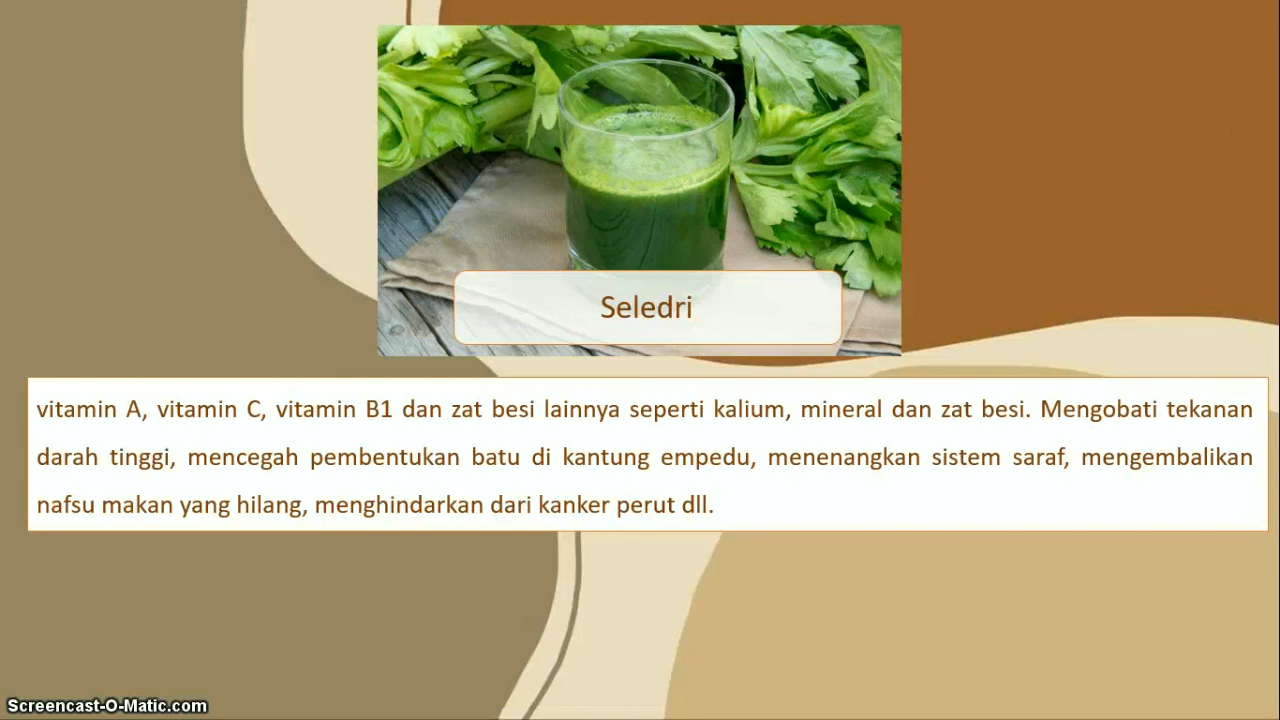 Seledri
vitamin A, vitamin C, vitamin B1 dan zat besi lainnya seperti kalium, mineral dan zat besi. Mengobati tekanan
darah tinggi, mencegah pembentukan batu di kantung empedu, menenangkan sistem saraf, mengembalikan
nafsu makan yang hilang, menghindarkan dari kanker perut dll.
Screencast-O-Matic.com